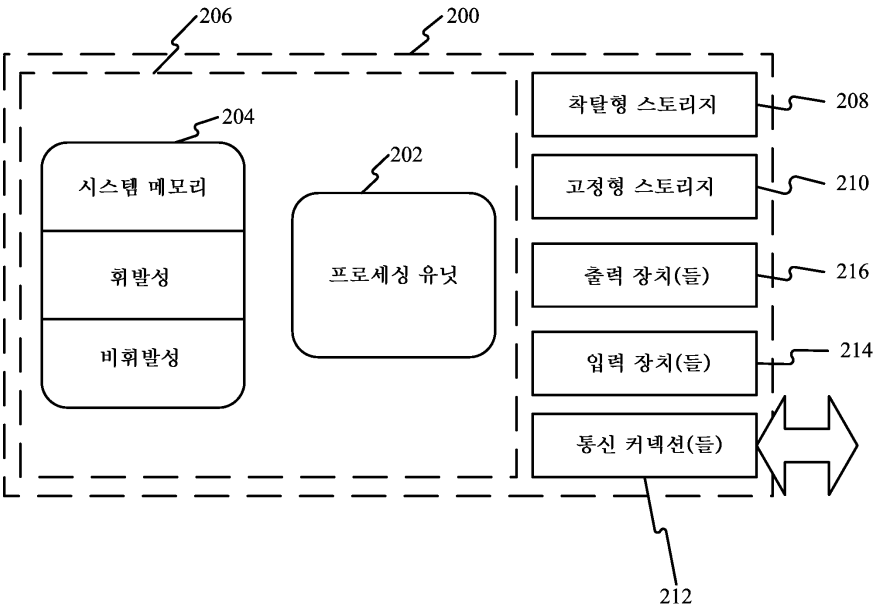 206
200
204
시스템 메모리
휘발성
비휘발성
202
프로세싱 유닛
착탈형 스토리지
208
고정형 스토리지
210
출력 장치(들)
216
입력 장치(들)
214
통신 커넥션(들)
212